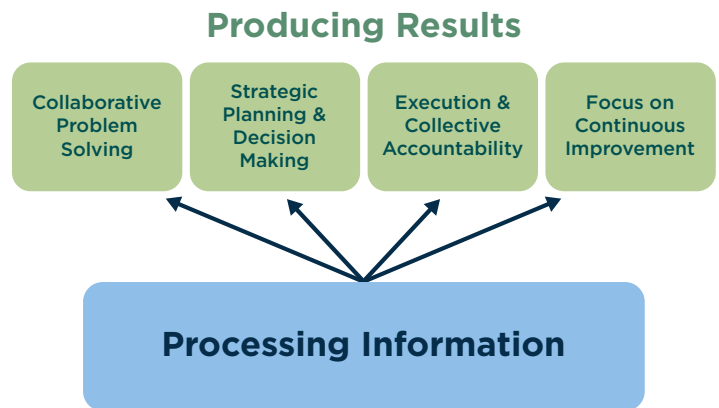 Producing Results
Collaborative
Problem
Solving
Strategic
Planning &
Decision
Making
Execution &
Collective
Accountability
Focus on
Continuous
Improvement
Processing Information